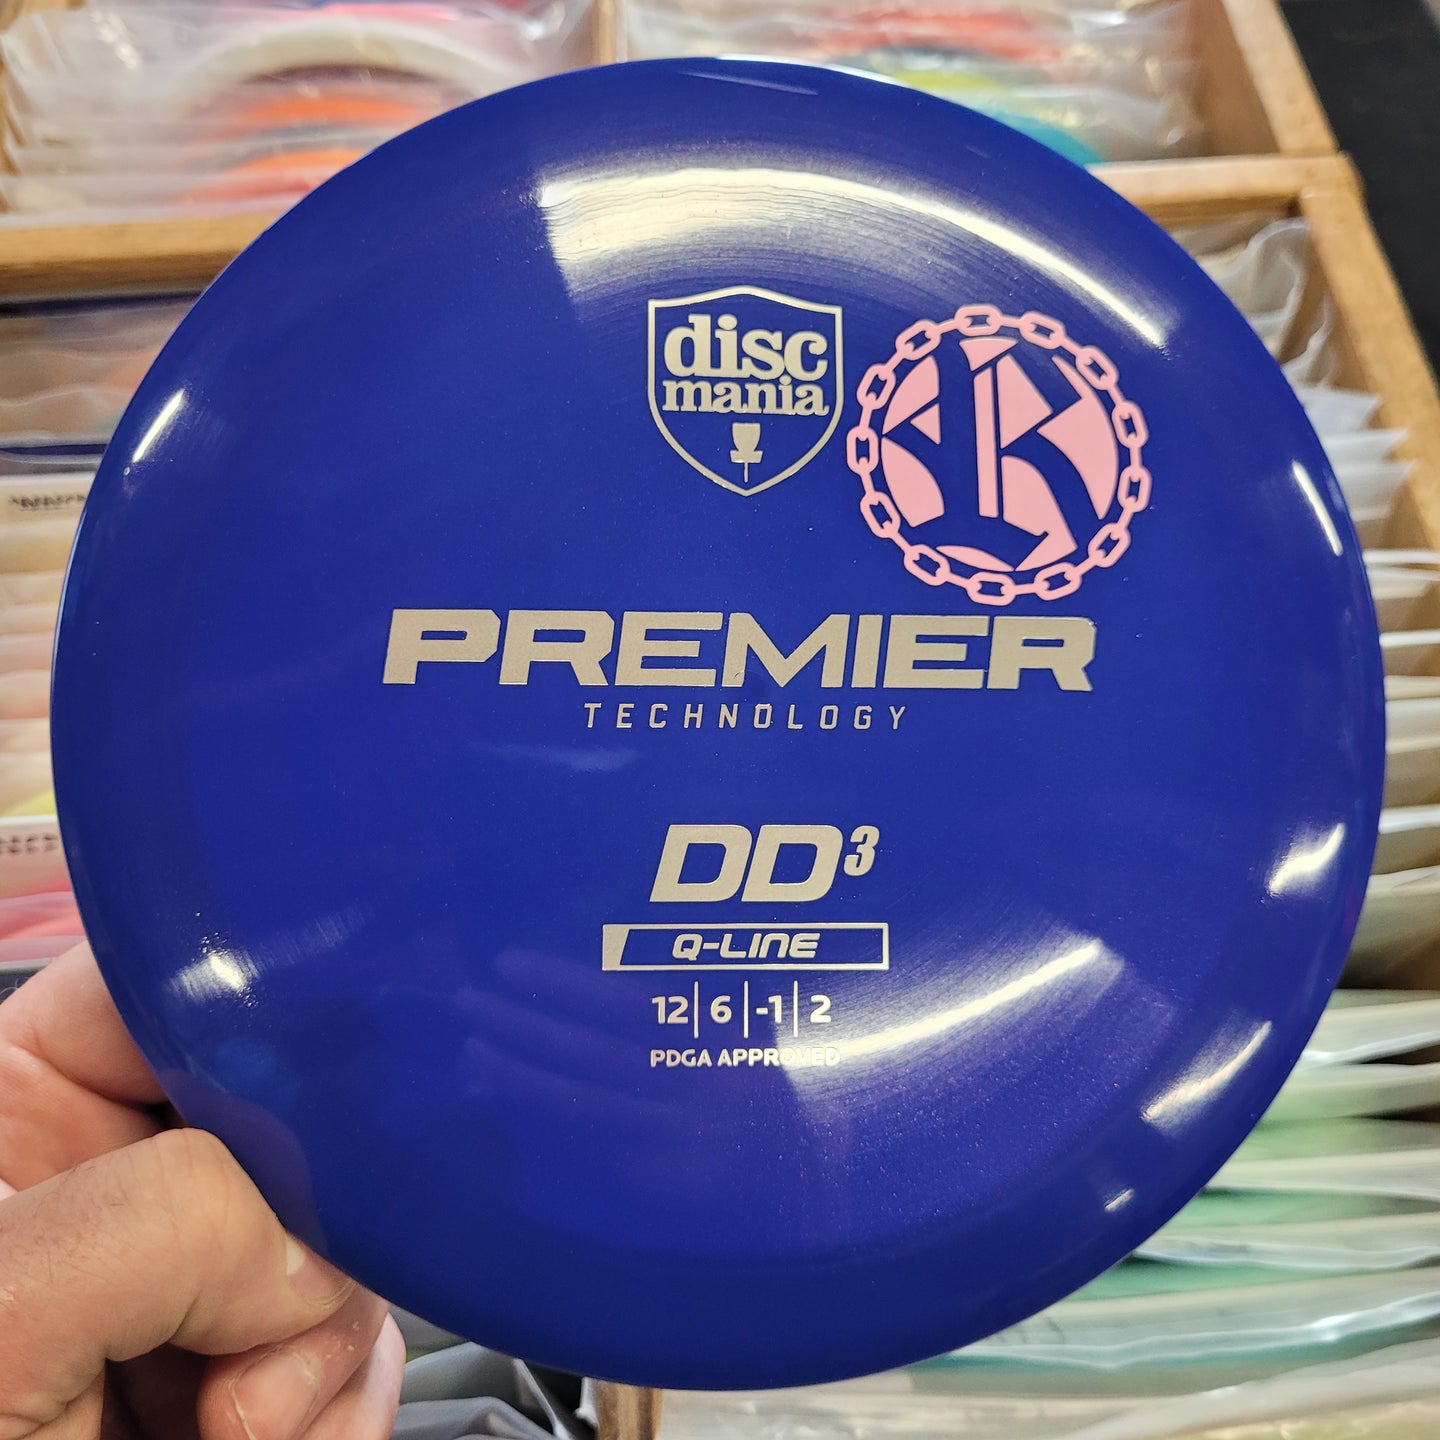 disc
mania
K
PREMIER
TECHNOLOGY
DD³
Q-LINE
12|6|-1|2
PDGA APPROVED